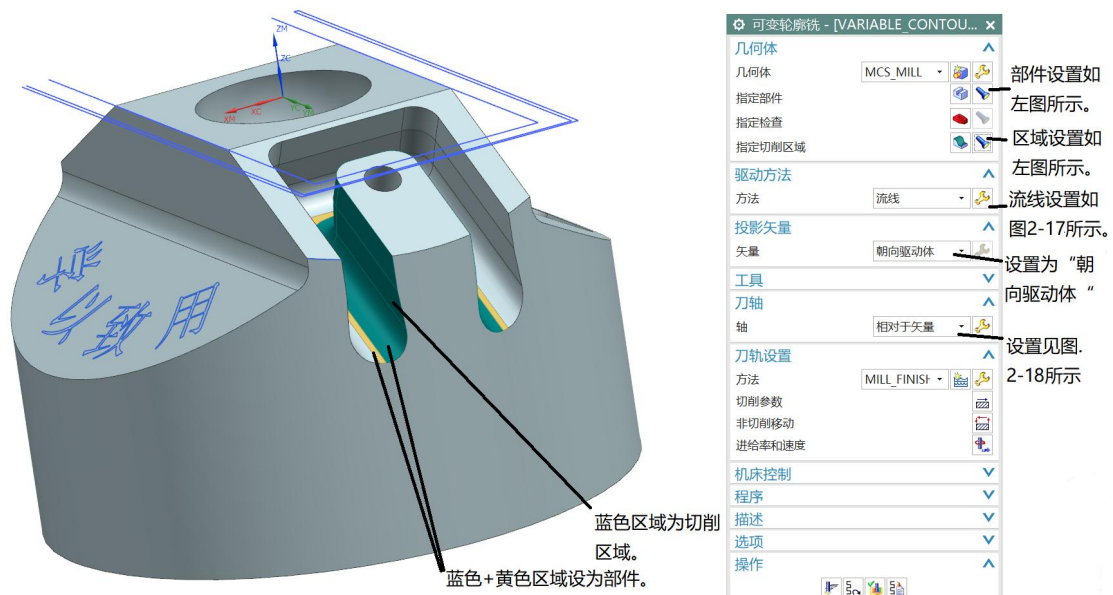 ZM
ZC
XM
XC
YC
YM
学
以
致
用
蓝色区域为切削
区域。
蓝色+黄色区域设为部件。
可变轮廓铣 - [VARIABLE_CONTOU...
几何体
几何体
MCS_MILL
指定部件
指定检查
指定切削区域
驱动方法
方法
流线
投影矢量
矢量
朝向驱动体
工具
刀轴
轴
相对于矢量
刀轨设置
方法
MILL_FINISH
切削参数
非切削移动
进给率和速度
机床控制
程序
描述
选项
操作
部件设置如
左图所示。
区域设置如
左图所示。
流线设置如
图2-17所示。
设置为“朝
向驱动体“
设置见图.
2-18所示